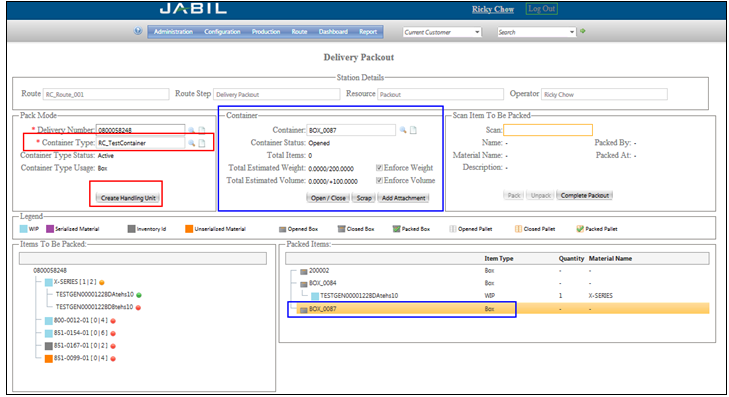 JABIL
Ricky Chow Log Out
Administration Configuration Production Route Dashboard Report Current Customer Search
Delivery Packout
Station Details
Route RC_Route_001 Route Step Delivery Packout Resource Packout Operator Ricky Chow
Pack Mode
* Delivery Number: 0800058248
* Container Type: RC_TestContainer
Container Type Status: Active
Container Type Usage: Box
Create Handling Unit
Container
Container: BOX_0087
Container Status: Opened
Total Items: 0
Total Estimated Weight: 0.0000/200.0000 Enforce Weight
Total Estimated Volume: 0.0000/+100.0000 Enforce Volume
Open / Close Scrap Add Attachment
Scan Item To Be Packed
Scan:
Name: - Packed By: -
Material Name: - Packed At: -
Description: -
Pack Unpack Complete Packout
Legend
WIP Serialized Material Inventory Id Unserialized Material Opened Box Closed Box Packed Box Opened Pallet Closed Pallet Packed Pallet
Items To Be Packed:
0800058248
X-SERIES [ 1 | 2 ]
TESTGEN00001228DAtehs10
TESTGEN00001228DBtehs10
800-0012-01 [ 0 | 4 ]
851-0154-01 [ 0 | 6 ]
851-0167-01 [ 0 | 2 ]
851-0099-01 [ 0 | 4 ]
Packed Items:
Item Type Quantity Material Name
200002 Box - -
BOX_0084 Box - -
TESTGEN00001228DAtehs10 WIP 1 X-SERIES
BOX_0087 Box - -